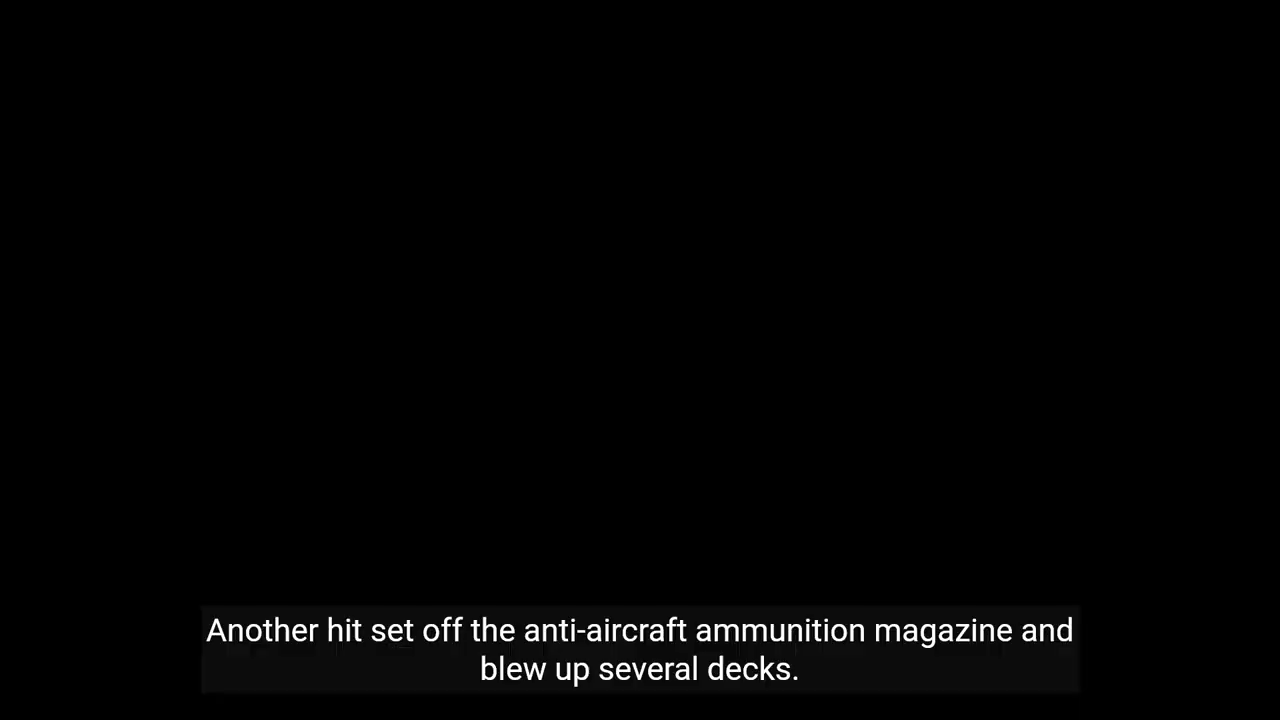 Another hit set off the anti-aircraft ammunition magazine and
blew up several decks.